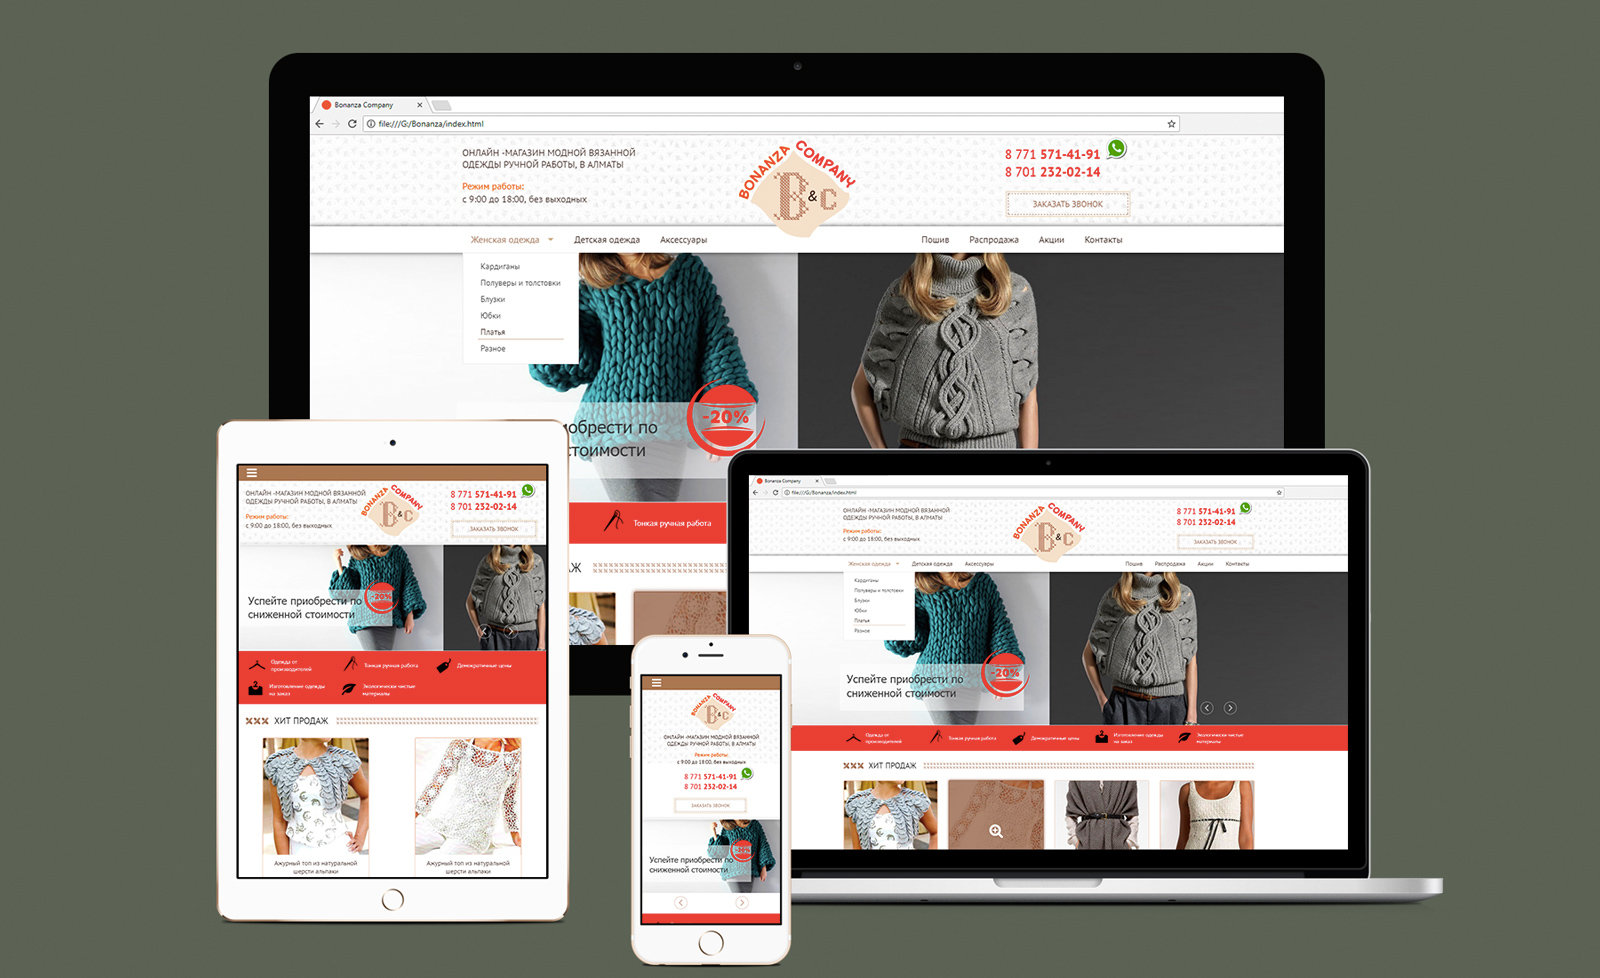 Bonanza Company
file:///G:/Bonanza/index.html
ОНЛАЙН -МАГАЗИН МОДНОЙ ВЯЗАННОЙ
ОДЕЖДЫ РУЧНОЙ РАБОТЫ, В АЛМАТЫ
Режим работы:
с 9:00 до 18:00, без выходных
BONANZA COMPANY
B & C
8 771 571-41-91
8 701 232-02-14
ЗАКАЗАТЬ ЗВОНОК
Женская одежда Детская одежда Аксессуары Пошив Распродажа Акции Контакты
Кардиганы
Полуверы и толстовки
Блузки
Юбки
Платья
Разное
-20%
иобрести по
стоимости
Тонкая ручная работа
АЖ
ОНЛАЙН -МАГАЗИН МОДНОЙ ВЯЗАННОЙ
ОДЕЖДЫ РУЧНОЙ РАБОТЫ, В АЛМАТЫ
Режим работы:
с 9:00 до 18:00, без выходных
BONANZA COMPANY
B & C
8 771 571-41-91
8 701 232-02-14
ЗАКАЗАТЬ ЗВОНОК
Успейте приобрести по
сниженной стоимости
-20%
Одежда от
производителей
Тонкая ручная работа
Демократичные цены
Изготовление одежды
на заказ
Экологически чистые
материалы
ХИТ ПРОДАЖ
Ажурный топ из натуральной
шерсти альпаки
Ажурный топ из натуральной
шерсти альпаки
BONANZA COMPANY
B & C
ОНЛАЙН -МАГАЗИН МОДНОЙ ВЯЗАННОЙ
ОДЕЖДЫ РУЧНОЙ РАБОТЫ, В АЛМАТЫ
Режим работы:
с 9:00 до 18:00, без выходных
8 771 571-41-91
8 701 232-02-14
ЗАКАЗАТЬ ЗВОНОК
Успейте приобрести по
сниженной стоимости
-20%
Bonanza Company
file:///G:/Bonanza/index.html
ОНЛАЙН -МАГАЗИН МОДНОЙ ВЯЗАННОЙ
ОДЕЖДЫ РУЧНОЙ РАБОТЫ, В АЛМАТЫ
Режим работы:
с 9:00 до 18:00, без выходных
BONANZA COMPANY
B & C
8 771 571-41-91
8 701 232-02-14
ЗАКАЗАТЬ ЗВОНОК
Женская одежда Детская одежда Аксессуары Пошив Распродажа Акции Контакты
Кардиганы
Полуверы и толстовки
Блузки
Юбки
Платья
Разное
Успейте приобрести по
сниженной стоимости
-20%
Одежда от
производителей
Тонкая ручная работа
Демократичные цены
Изготовление одежды
на заказ
Экологически чистые
материалы
ХИТ ПРОДАЖ